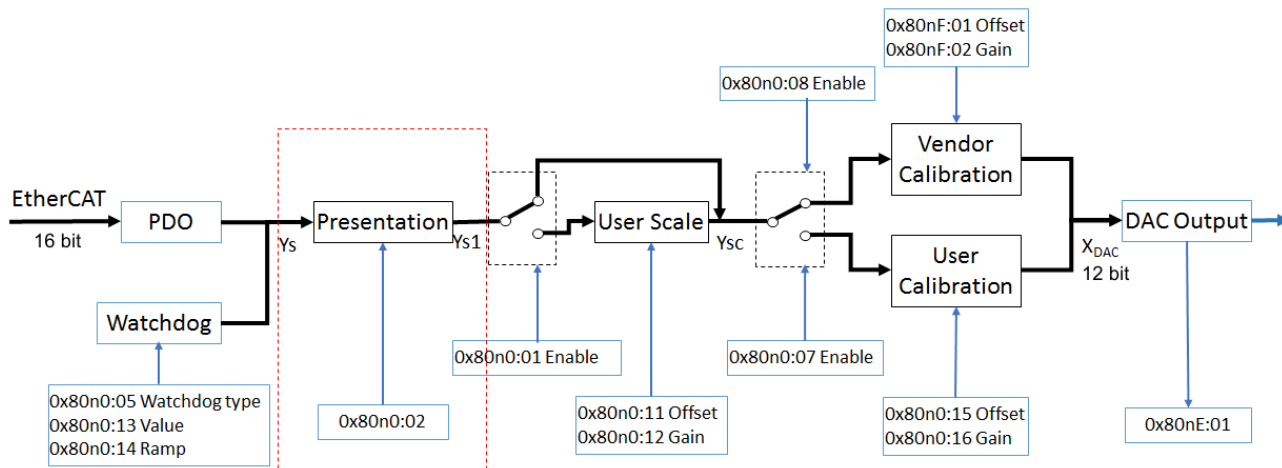 0x80nF:01 Offset
0x80nF:02 Gain
0x80n0:08 Enable
Vendor
Calibration
EtherCAT
16 bit
PDO
Ys
Presentation
Ys1
User Scale
Ysc
User
Calibration
XDAC
12 bit
DAC Output
Watchdog
0x80n0:01 Enable
0x80n0:07 Enable
0x80n0:05 Watchdog type
0x80n0:13 Value
0x80n0:14 Ramp
0x80n0:02
0x80n0:11 Offset
0x80n0:12 Gain
0x80n0:15 Offset
0x80n0:16 Gain
0x80nE:01